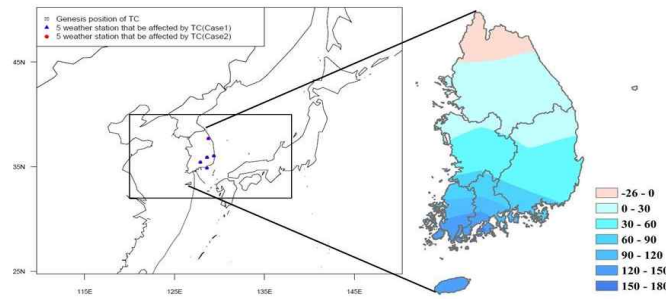 Genesis position of TC
5 weather station that be affected by TC(Case1)
5 weather station that be affected by TC(Case2)
45N
35N
25N
115E
125E
135E
145E
-26 - 0
0 - 30
30 - 60
60 - 90
90 - 120
120 - 150
150 - 180